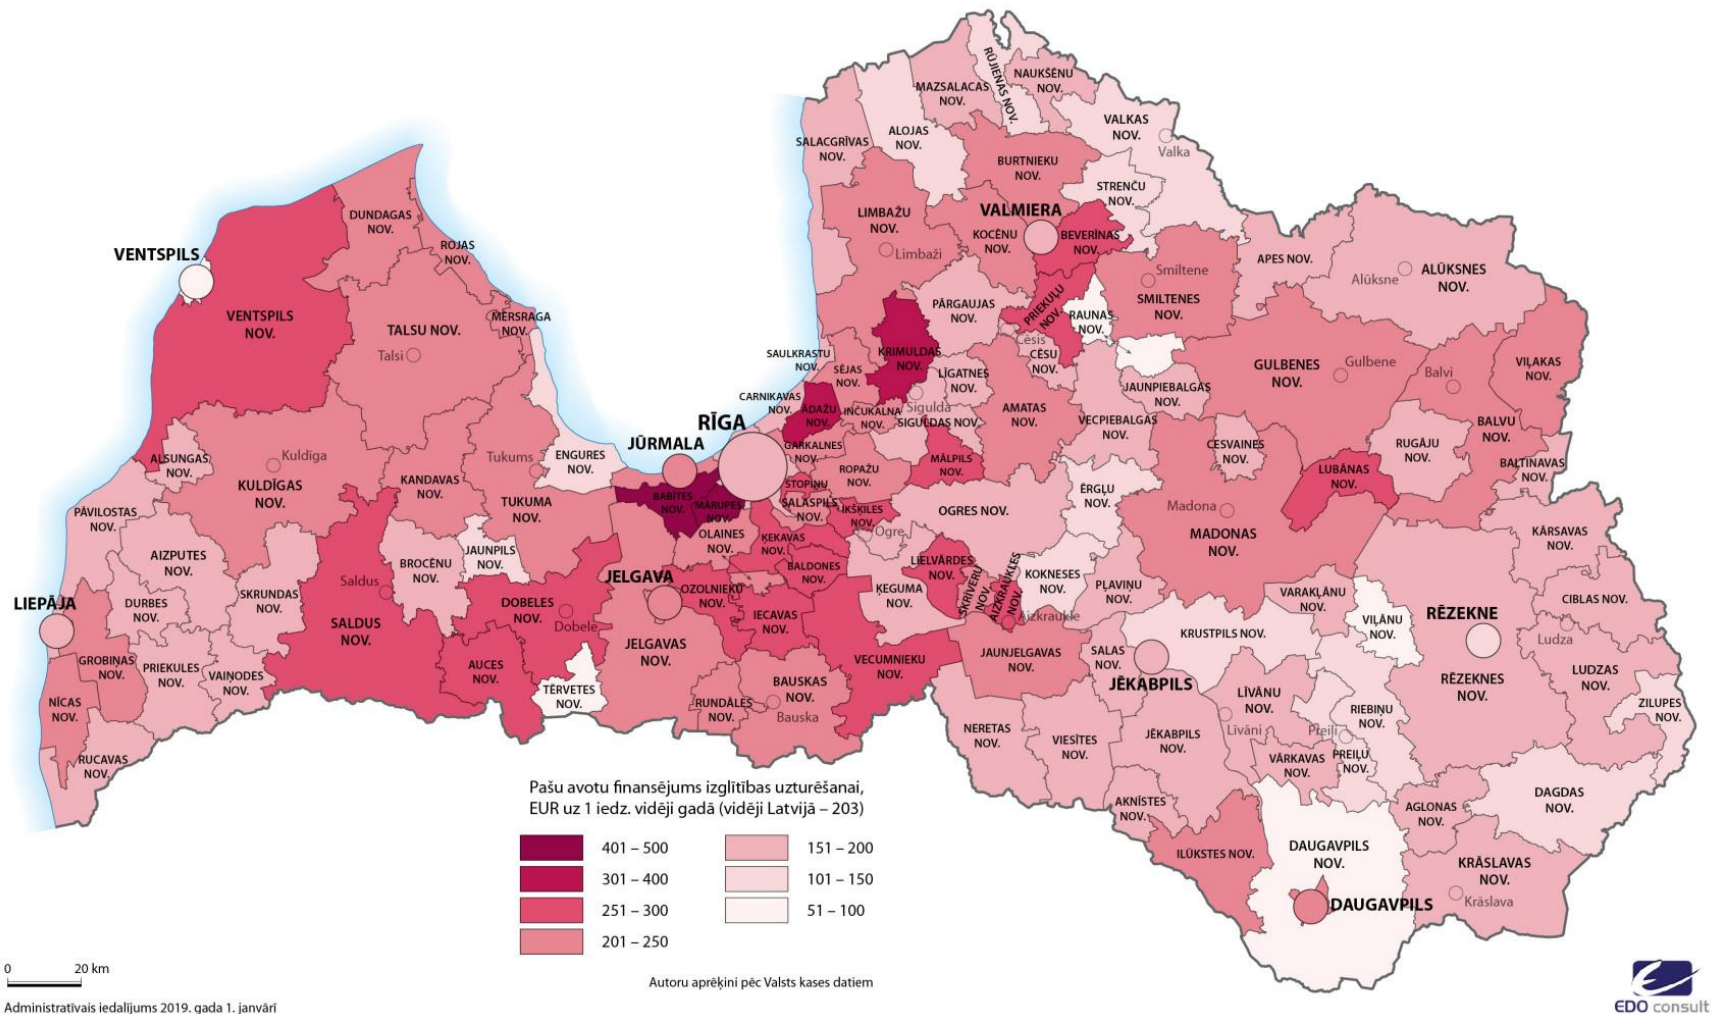 RŪJIENAS NOV.
NAUKŠĒNU
NOV.
MAZSALACAS
NOV.
VALKAS
NOV.
Valka
ALOJAS
NOV.
SALACGRĪVAS
NOV.
BURTNIEKU
NOV.
STRENČU
NOV.
DUNDAGAS
NOV.
ROJAS
NOV.
LIMBAŽU
NOV.
Limbaži
VALMIERA
KOCĒNU
NOV.
BEVERĪNAS
NOV.
VENTSPILS
APES NOV.
Alūksne
ALŪKSNES
NOV.
Smiltene
SMILTENES
NOV.
VENTSPILS
NOV.
TALSU NOV.
Talsi
MĒRSRAGA
NOV.
PĀRGAUJAS
NOV.
PRIEKUĻU
NOV.
RAUNAS
NOV.
Cēsis
CĒSU
NOV.
SAULKRASTU
NOV.
SĒJAS
NOV.
KRIMULDAS
NOV.
LĪGATNES
NOV.
JAUNPIEBALGAS
NOV.
GULBENES
NOV.
Gulbene
Balvi
VIĻAKAS
NOV.
CARNIKAVAS
NOV.
ĀDAŽU
NOV.
INČUKALNA
NOV.
Sigulda
SIGULDAS NOV.
AMATAS
NOV.
VECPIEBALGAS
NOV.
BALVU
NOV.
RĪGA
JŪRMALA
GARKALNES
NOV.
CESVAINES
NOV.
RUGĀJU
NOV.
ALSUNGAS
NOV.
Kuldīga
KULDĪGAS
NOV.
KANDAVAS
NOV.
Tukums
TUKUMA
NOV.
ENGURES
NOV.
ROPAŽU
NOV.
MĀLPILS
NOV.
LUBĀNAS
NOV.
BALTINAVAS
NOV.
BABĪTES
NOV.
MĀRUPES
NOV.
STOPIŅU
SALASPILS
NOV.
IKŠĶILES
NOV.
ĒRGĻU
NOV.
PĀVILOSTAS
NOV.
OGRES NOV.
Ogre
Madona
MADONAS
NOV.
KĀRSAVAS
NOV.
AIZPUTES
NOV.
BROCĒNU
NOV.
JAUNPILS
NOV.
OLAINES
NOV.
ĶEKAVAS
NOV.
BALDONES
NOV.
LIELVĀRDES
NOV.
SKRĪVERU
NOV.
AIZKRAUKLES
NOV.
Aizkraukle
KOKNESES
NOV.
PĻAVIŅU
NOV.
VARAKĻĀNU
NOV.
CIBLAS NOV.
SKRUNDAS
NOV.
Saldus
SALDUS
NOV.
LIEPĀJA
DURBES
NOV.
JELGAVA
OZOLNIEKU
NOV.
ĶEGUMA
NOV.
DOBELES
NOV.
Dobele
IECAVAS
NOV.
KRUSTPILS NOV.
VIĻĀNU
NOV.
RĒZEKNE
Ludza
GROBIŅAS
NOV.
PRIEKULES
NOV.
VAIŅODES
NOV.
AUCES
NOV.
JELGAVAS
NOV.
VECUMNIEKU
NOV.
JAUNJELGAVAS
NOV.
SALAS
NOV.
JĒKABPILS
RĒZEKNES
NOV.
LUDZAS
NOV.
NĪCAS
NOV.
TĒRVETES
NOV.
RUNDĀLES
NOV.
BAUSKAS
NOV.
Bauska
LĪVĀNU
NOV.
Līvāni
RIEBIŅU
NOV.
ZILUPES
NOV.
NERETAS
NOV.
VIESĪTES
NOV.
JĒKABPILS
NOV.
Preiļi
PREIĻU
NOV.
VĀRKAVAS
NOV.
RUCAVAS
NOV.
AKNĪSTES
NOV.
AGLONAS
NOV.
DAGDAS
NOV.
ILŪKSTES NOV.
DAUGAVPILS
NOV.
DAUGAVPILS
KRĀSLAVAS
NOV.
Krāslava
Pašu avotu finansējums izglītības uzturēšanai,
EUR uz 1 iedz. vidēji gadā (vidēji Latvijā – 203)
401 – 500
301 – 400
251 – 300
201 – 250
151 – 200
101 – 150
51 – 100
Autoru aprēķini pēc Valsts kases datiem
0 20 km
Administratīvais iedalījums 2019. gada 1. janvārī
EDO consult